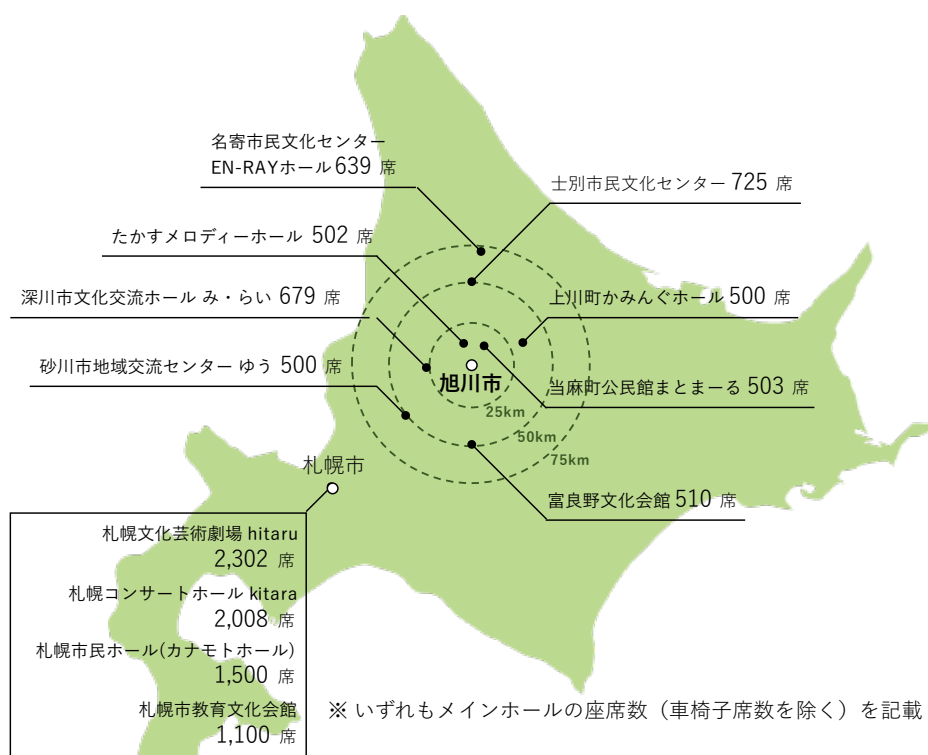 名寄市民文化センター
EN-RAYホール 639 席
士別市民文化センター 725 席
たかすメロディーホール 502 席
深川市文化交流ホール み・らい 679 席
上川町かみんぐホール 500 席
砂川市地域交流センター ゆう 500 席
旭川市
当麻町公民館まとまーる 503 席
25km
50km
75km
札幌市
富良野文化会館 510 席
札幌文化芸術劇場 hitaru
2,302 席
札幌コンサートホール kitara
2,008 席
札幌市民ホール(カナモトホール)
1,500 席
札幌市教育文化会館
1,100 席
※ いずれもメインホールの座席数（車椅子席数を除く）を記載